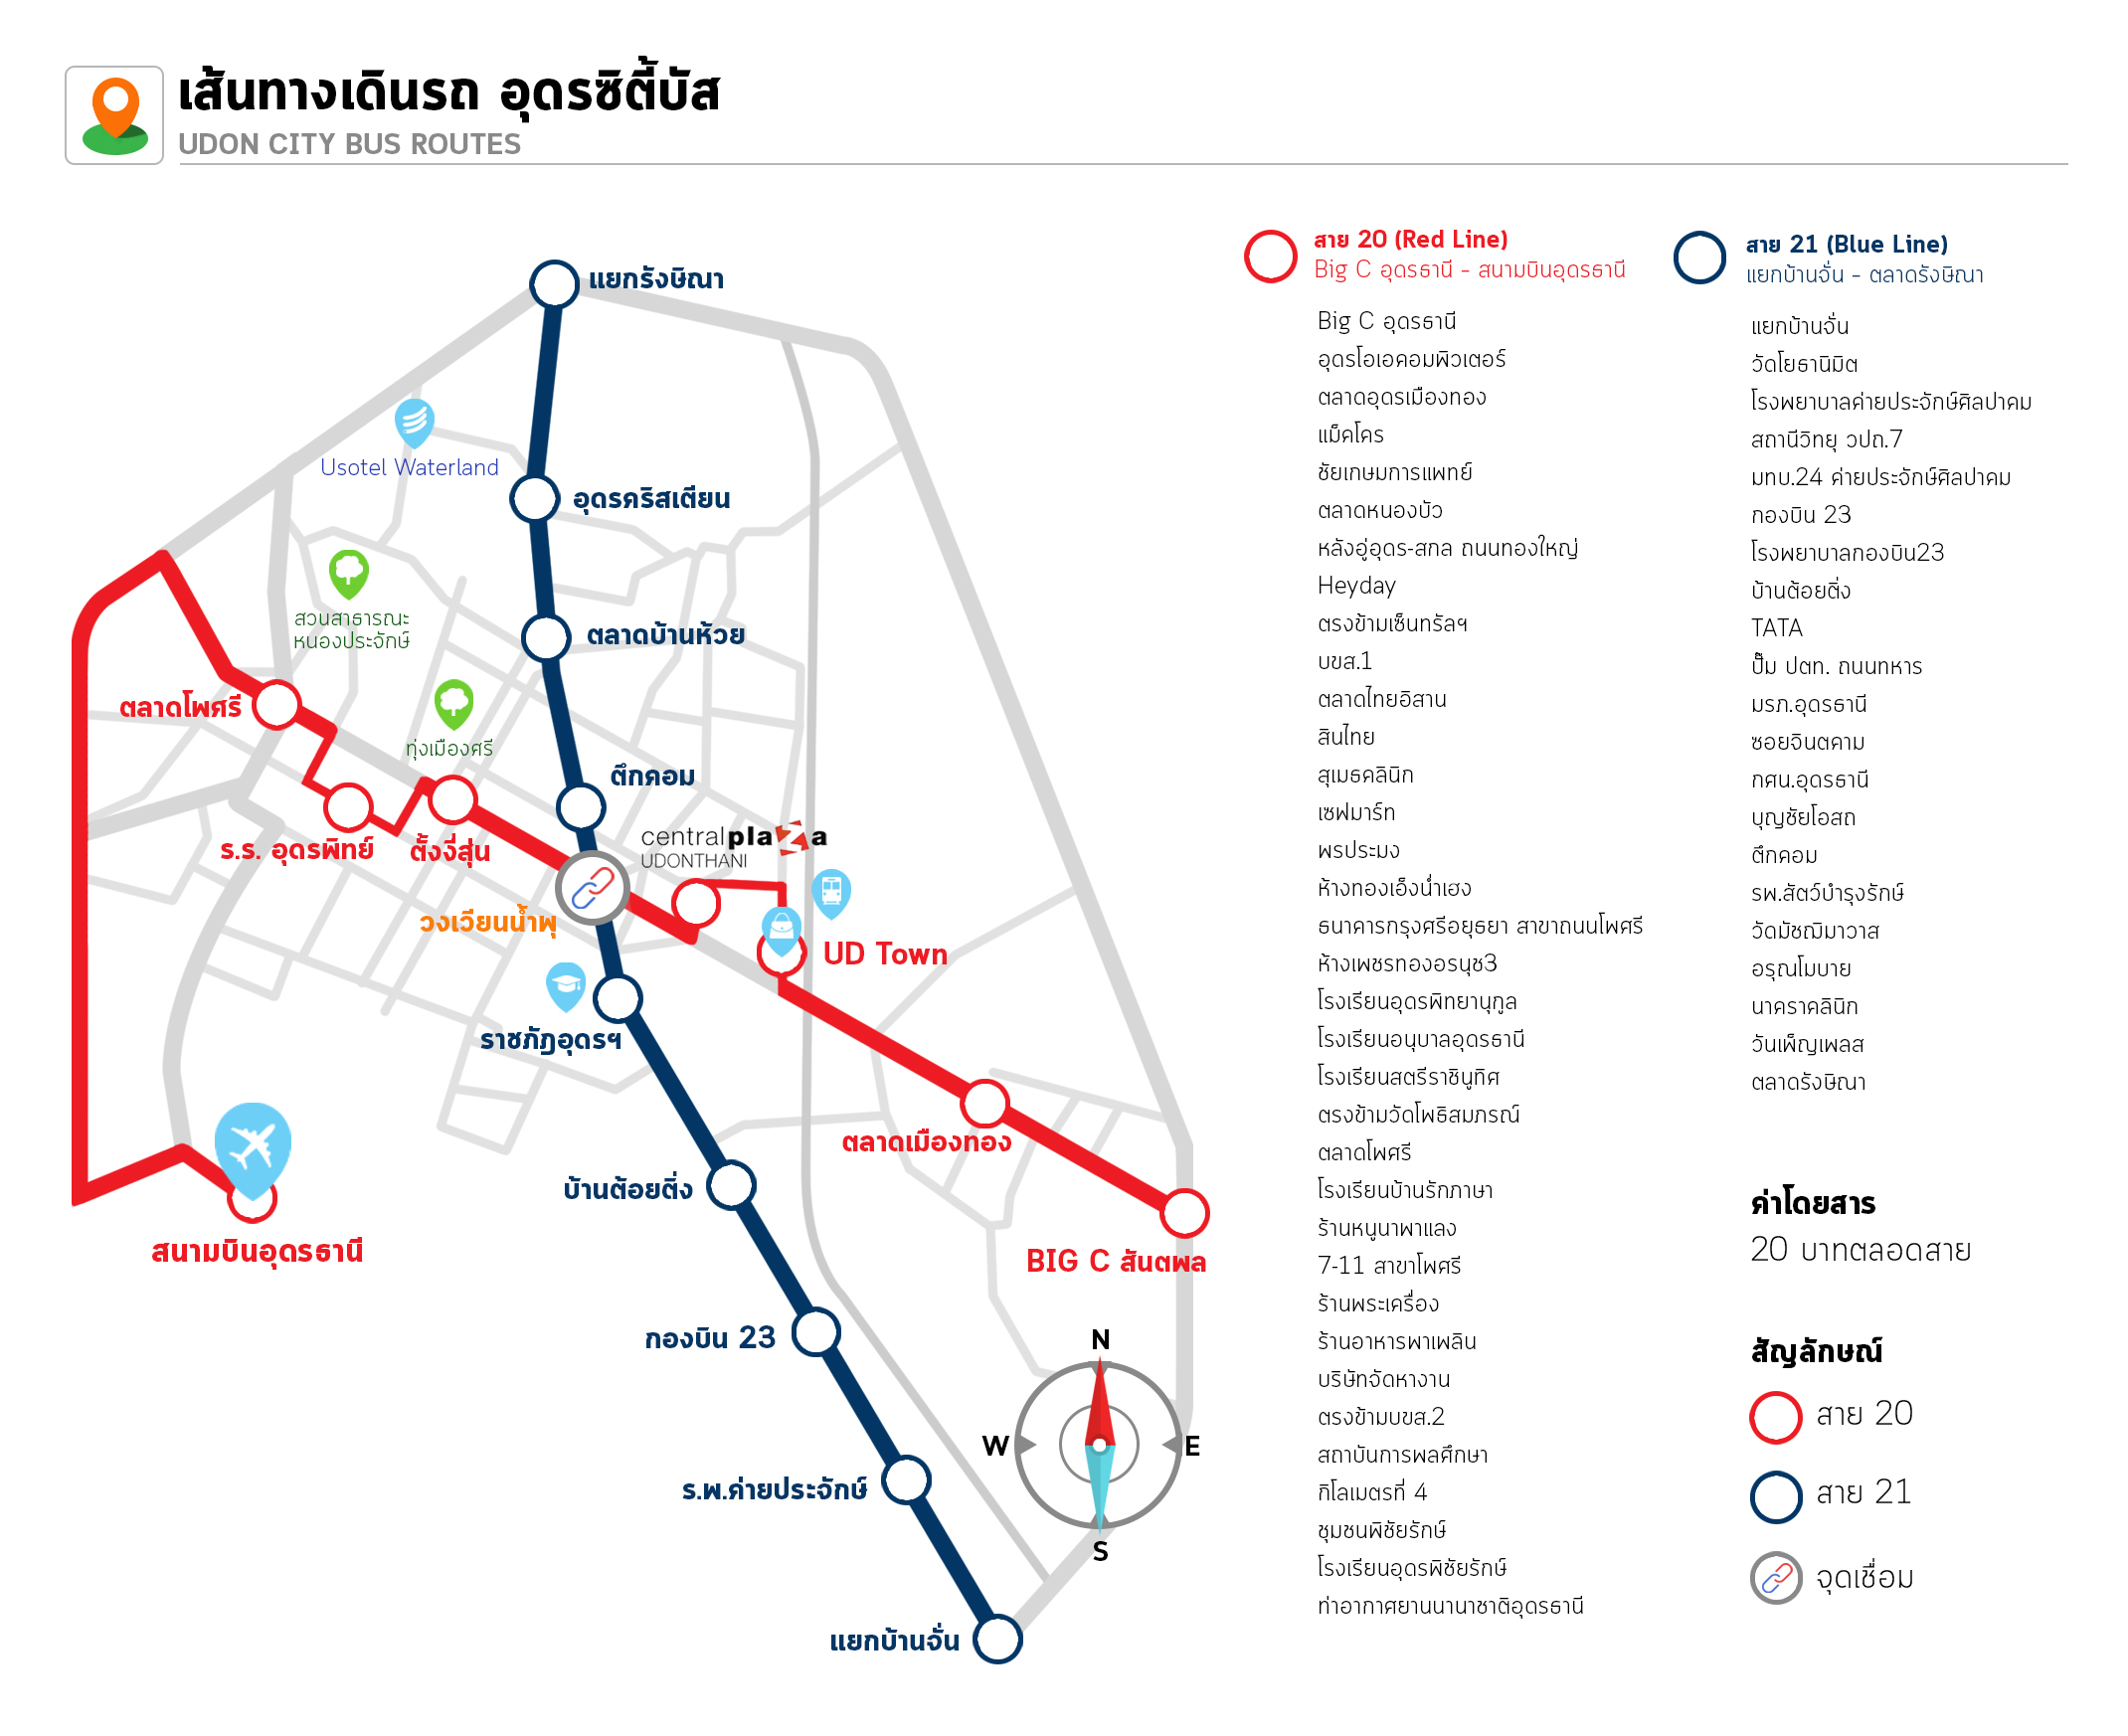 เส้นทางเดินรถ อุดรซิตี้บัส
UDON CITY BUS ROUTES
แยกรังษิณา
Usotel Waterland
อุดรคริสเตียน
สวนสาธารณะ
หนองประจักษ์
ตลาดบ้านห้วย
ตลาดโพศรี
ทุ่งเมืองศรี
ตึกคอม
ร.ร. อุดรพิทย์
ตั้งงี่สุ่น
centralplaza
UDONTHANI
วงเวียนน้ำพุ
UD Town
ราชภัฏอุดรฯ
ตลาดเมืองทอง
บ้านต้อยติ่ง
สนามบินอุดรธานี
BIG C สันตพล
กองบิน 23
ร.พ.ค่ายประจักษ์
แยกบ้านจั่น
N
W
E
S
สาย 20 (Red Line)
Big C อุดรธานี - สนามบินอุดรธานี
Big C อุดรธานี
อุดรโอเอคอมพิวเตอร์
ตลาดอุดรเมืองทอง
แม็คโคร
ชัยเกษมการแพทย์
ตลาดหนองบัว
หลังอู่อุดร-สกล ถนนทองใหญ่
Heyday
ตรงข้ามเซ็นทรัลฯ
บขส.1
ตลาดไทยอิสาน
สินไทย
สุเมธคลินิก
เซฟมาร์ท
พรประมง
ห้างทองเอ็งน่ำเฮง
ธนาคารกรุงศรีอยุธยา สาขาถนนโพศรี
ห้างเพชรทองอรนุช3
โรงเรียนอุดรพิทยานุกูล
โรงเรียนอนุบาลอุดรธานี
โรงเรียนสตรีราชินูทิศ
ตรงข้ามวัดโพธิสมภรณ์
ตลาดโพศรี
โรงเรียนบ้านรักภาษา
ร้านหนูนาพาแลง
7-11 สาขาโพศรี
ร้านพระเครื่อง
ร้านอาหารพาเพลิน
บริษัทจัดหางาน
ตรงข้ามบขส.2
สถาบันการพลศึกษา
กิโลเมตรที่ 4
ชุมชนพิชัยรักษ์
โรงเรียนอุดรพิชัยรักษ์
ท่าอากาศยานนานาชาติอุดรธานี
สาย 21 (Blue Line)
แยกบ้านจั่น - ตลาดรังษิณา
แยกบ้านจั่น
วัดโยธานิมิต
โรงพยาบาลค่ายประจักษ์ศิลปาคม
สถานีวิทยุ วปถ.7
มทบ.24 ค่ายประจักษ์ศิลปาคม
กองบิน 23
โรงพยาบาลกองบิน23
บ้านต้อยติ่ง
TATA
ปั๊ม ปตท. ถนนทหาร
มรภ.อุดรธานี
ซอยจินตคาม
กศน.อุดรธานี
บุญชัยโอสถ
ตึกคอม
รพ.สัตว์บำรุงรักษ์
วัดมัชฌิมาวาส
อรุณโมบาย
นาคราคลินิก
วันเพ็ญเพลส
ตลาดรังษิณา
ค่าโดยสาร
20 บาทตลอดสาย
สัญลักษณ์
สาย 20
สาย 21
จุดเชื่อม